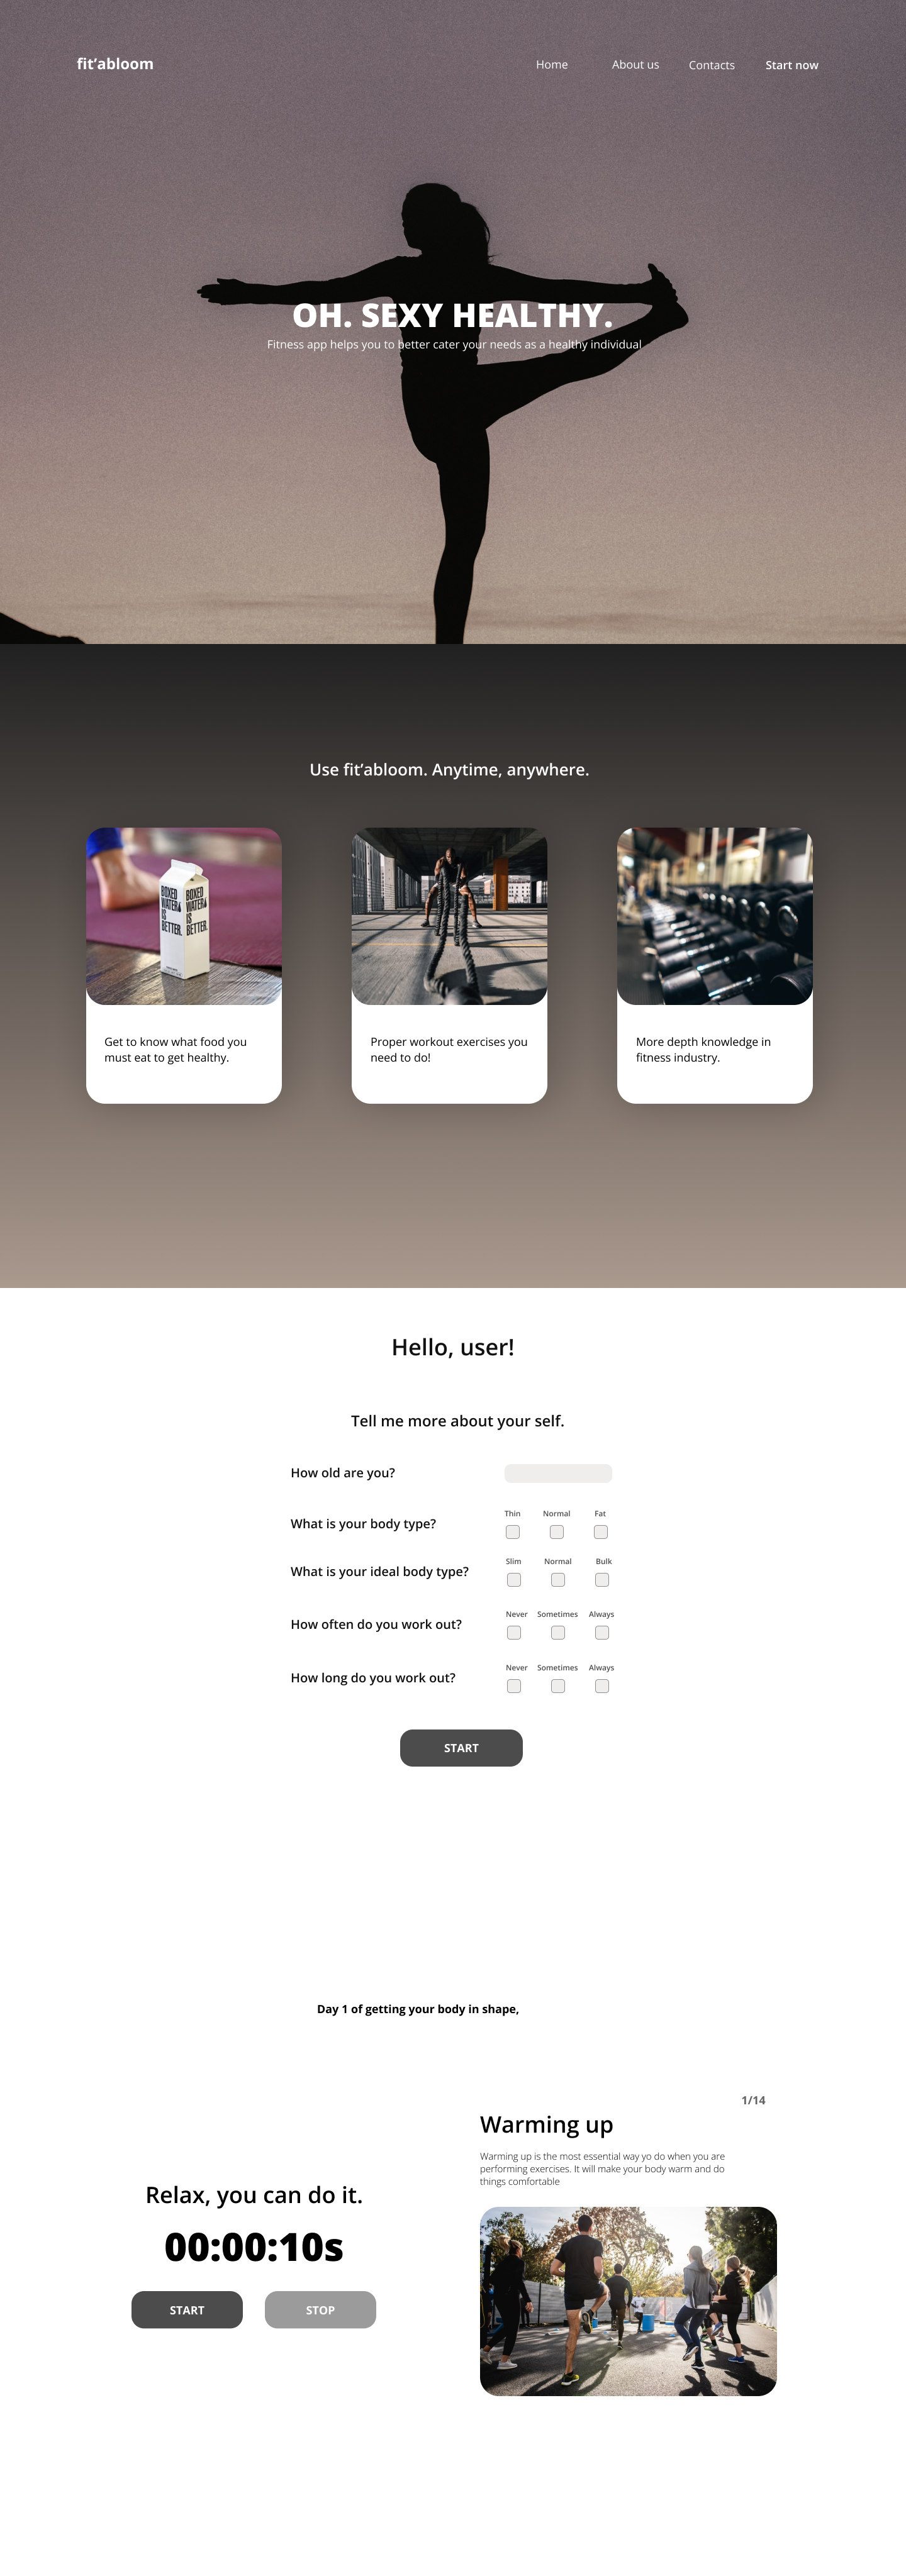 fit’abloom
Home
About us
Contacts
Start now
OH. SEXY HEALTHY.
Fitness app helps you to better cater your needs as a healthy individual
Use fit’abloom. Anytime, anywhere.
BOXED
WATER
IS
BETTER.
BOXED
WATER
IS
BETTER.
Get to know what food you
must eat to get healthy.
Proper workout exercises you
need to do!
More depth knowledge in
fitness industry.
Hello, user!
Tell me more about your self.
How old are you?
What is your body type?
Thin Normal Fat
What is your ideal body type?
Slim Normal Bulk
How often do you work out?
Never Sometimes Always
How long do you work out?
Never Sometimes Always
START
Day 1 of getting your body in shape,
1/14
Warming up
Warming up is the most essential way yo do when you are
performing exercises. It will make your body warm and do
things comfortable
Relax, you can do it.
00:00:10s
START
STOP